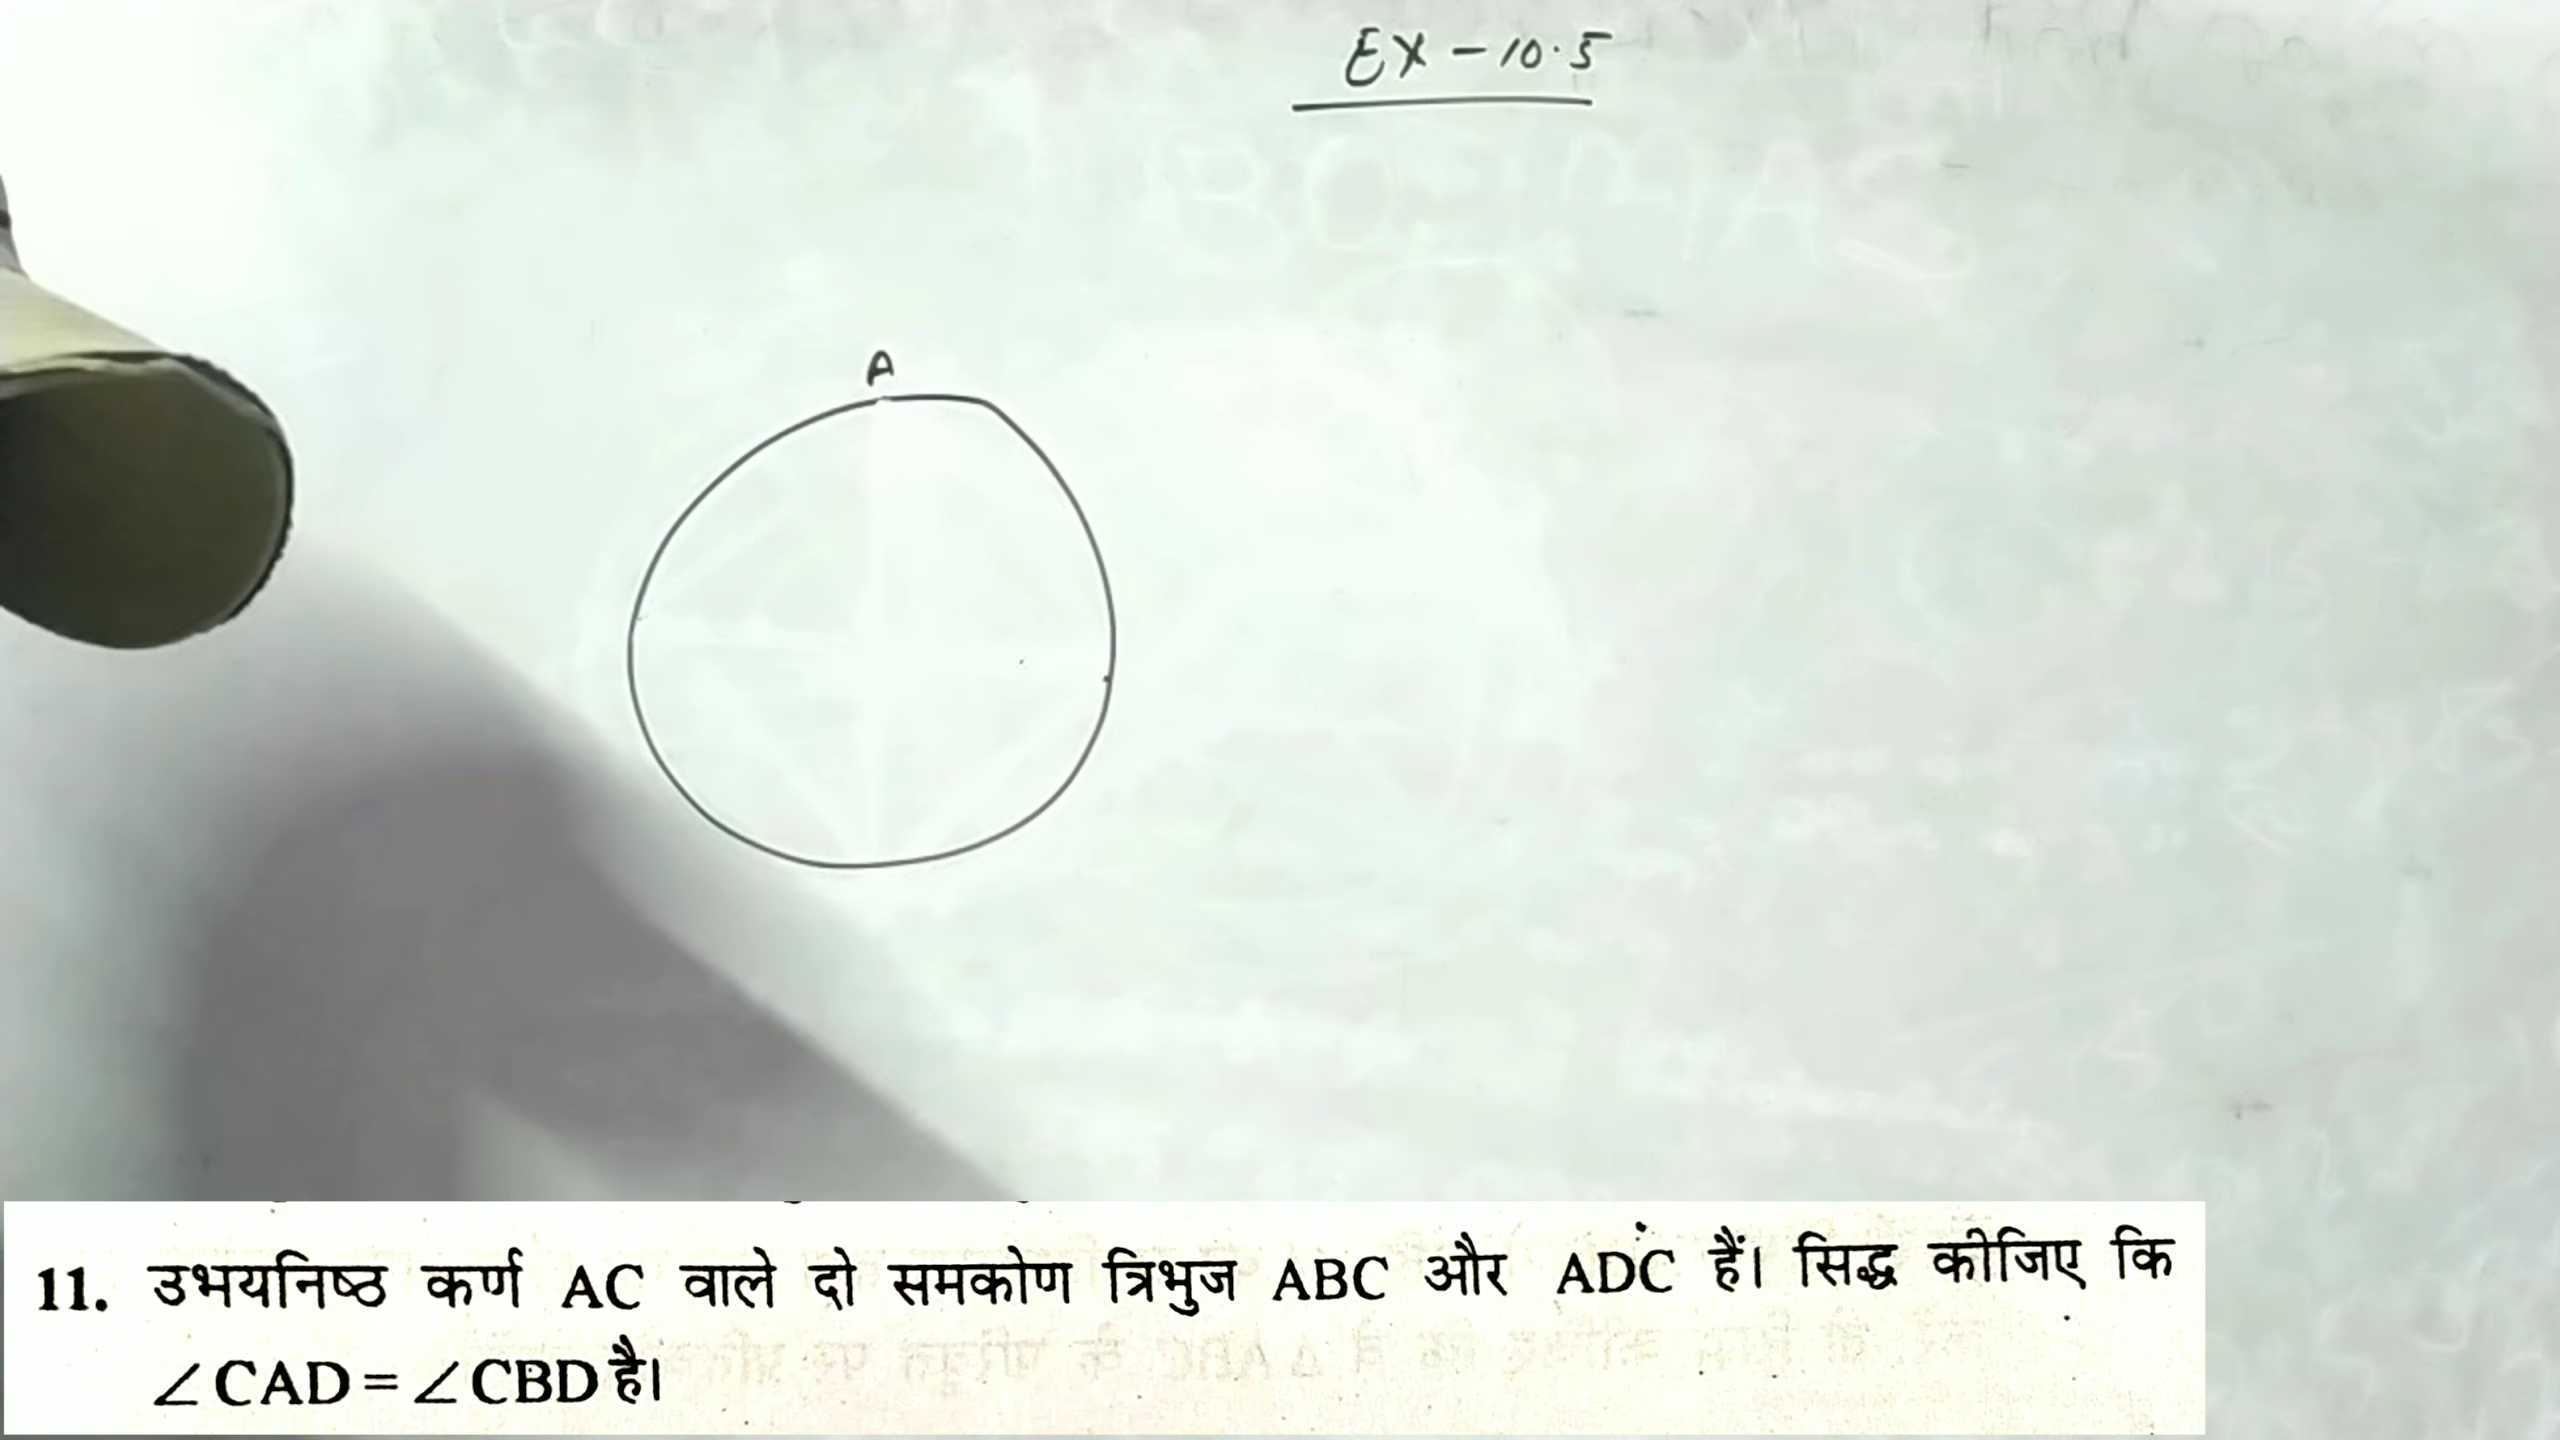 EX - 10.5
A
11. उभयनिष्ठ कर्ण AC वाले दो समकोण त्रिभुज ABC और ADC हैं। सिद्ध कीजिए कि
∠CAD = ∠CBD है।